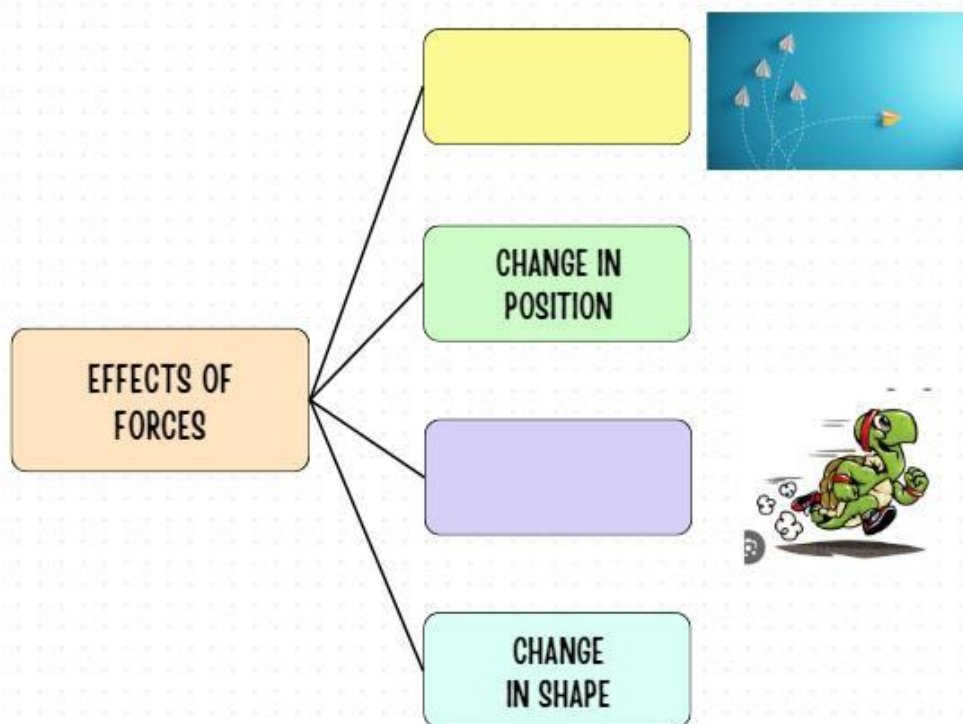 CHANGE IN
POSITION
EFFECTS OF
FORCES
CHANGE
IN SHAPE